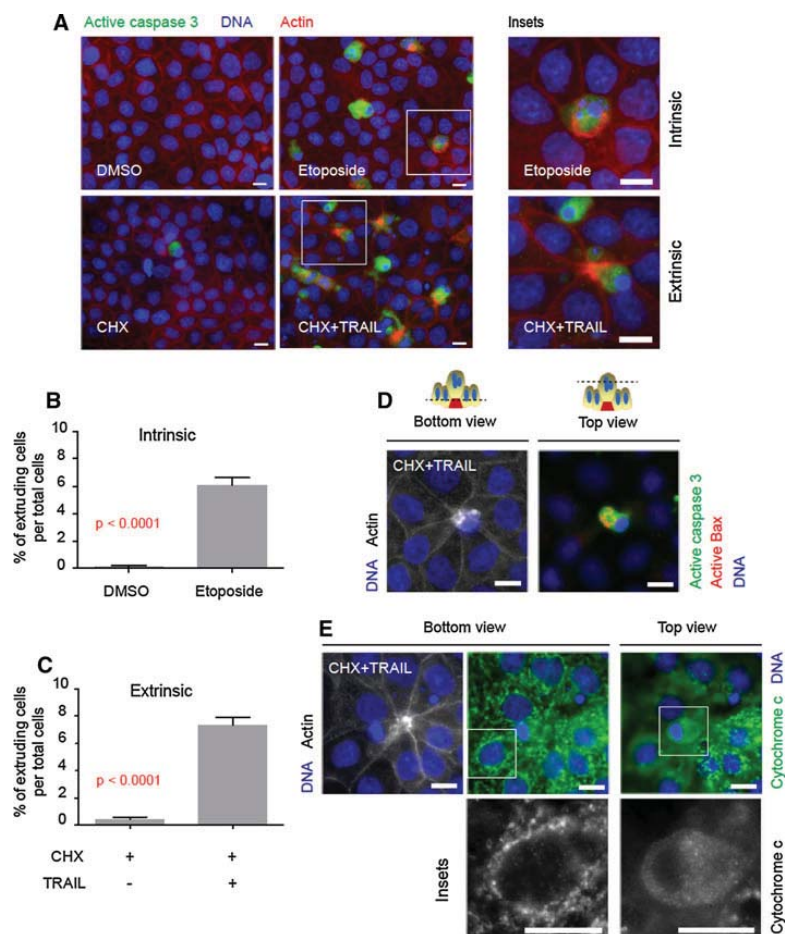 A
Active caspase 3 DNA Actin
Insets
DMSO
Etoposide
Etoposide
Intrinsic
CHX
CHX+TRAIL
CHX+TRAIL
Extrinsic
B
Intrinsic
% of extruding cells
per total cells
10
8
6
4
2
0
p < 0.0001
DMSO Etoposide
C
Extrinsic
% of extruding cells
per total cells
10
8
6
4
2
0
p < 0.0001
CHX + +
TRAIL - +
D
Bottom view
Top view
CHX+TRAIL
DNA Actin
Active caspase 3
Active Bax
DNA
E
Bottom view
Top view
CHX+TRAIL
DNA Actin
Cytochrome c DNA
Insets
Cytochrome c